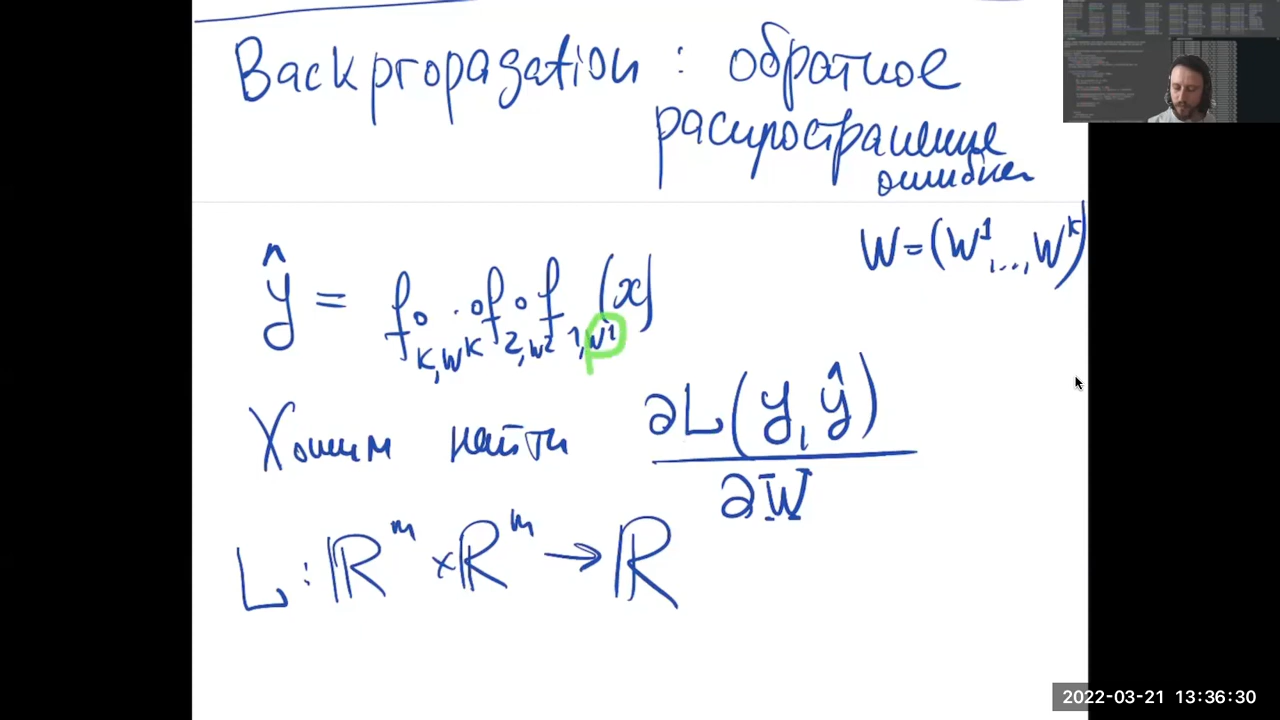 Backpropagation : обратное
распространение
ошибки
W = (W¹, ..., Wᴷ)
ŷ = f_{K,Wᴷ} ∘ ... ∘ f_{2,W²} ∘ f_{1,W¹} (x)
Хотим найти ∂L(y, ŷ) / ∂W
L : ℝᵐ × ℝᵐ → ℝ
2022-03-21 13:36:30